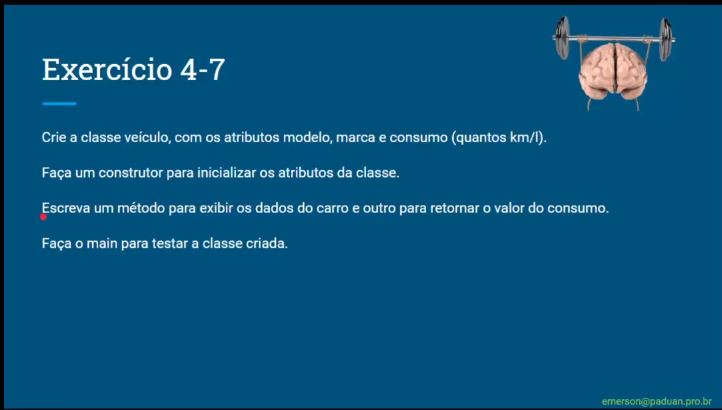 Exercício 4-7
Crie a classe veículo, com os atributos modelo, marca e consumo (quantos km/l).
Faça um construtor para inicializar os atributos da classe.
Escreva um método para exibir os dados do carro e outro para retornar o valor do consumo.
Faça o main para testar a classe criada.
emerson@paduan.pro.br